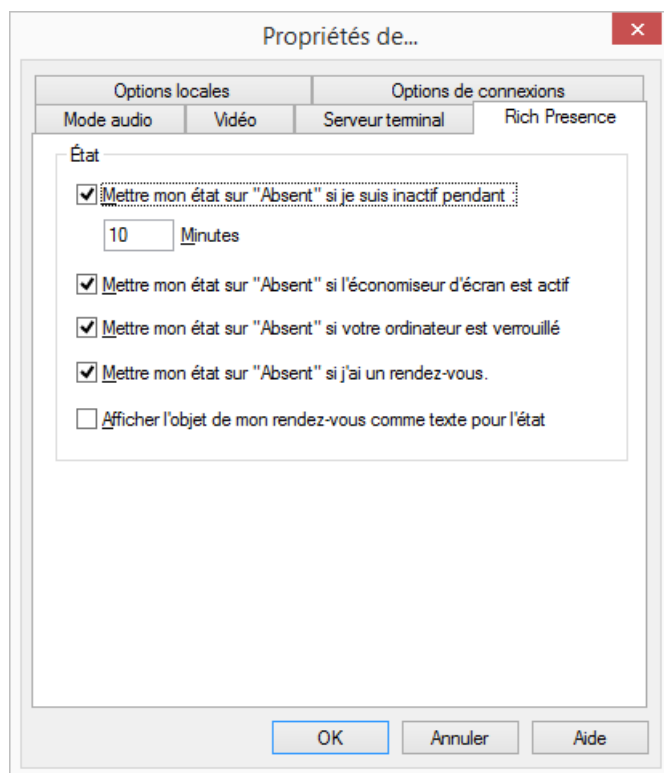 Propriétés de...
Options locales
Options de connexions
Mode audio
Vidéo
Serveur terminal
Rich Presence
État
Mettre mon état sur "Absent" si je suis inactif pendant :
10 Minutes
Mettre mon état sur "Absent" si l'économiseur d'écran est actif
Mettre mon état sur "Absent" si votre ordinateur est verrouillé
Mettre mon état sur "Absent" si j'ai un rendez-vous.
Afficher l'objet de mon rendez-vous comme texte pour l'état
OK
Annuler
Aide